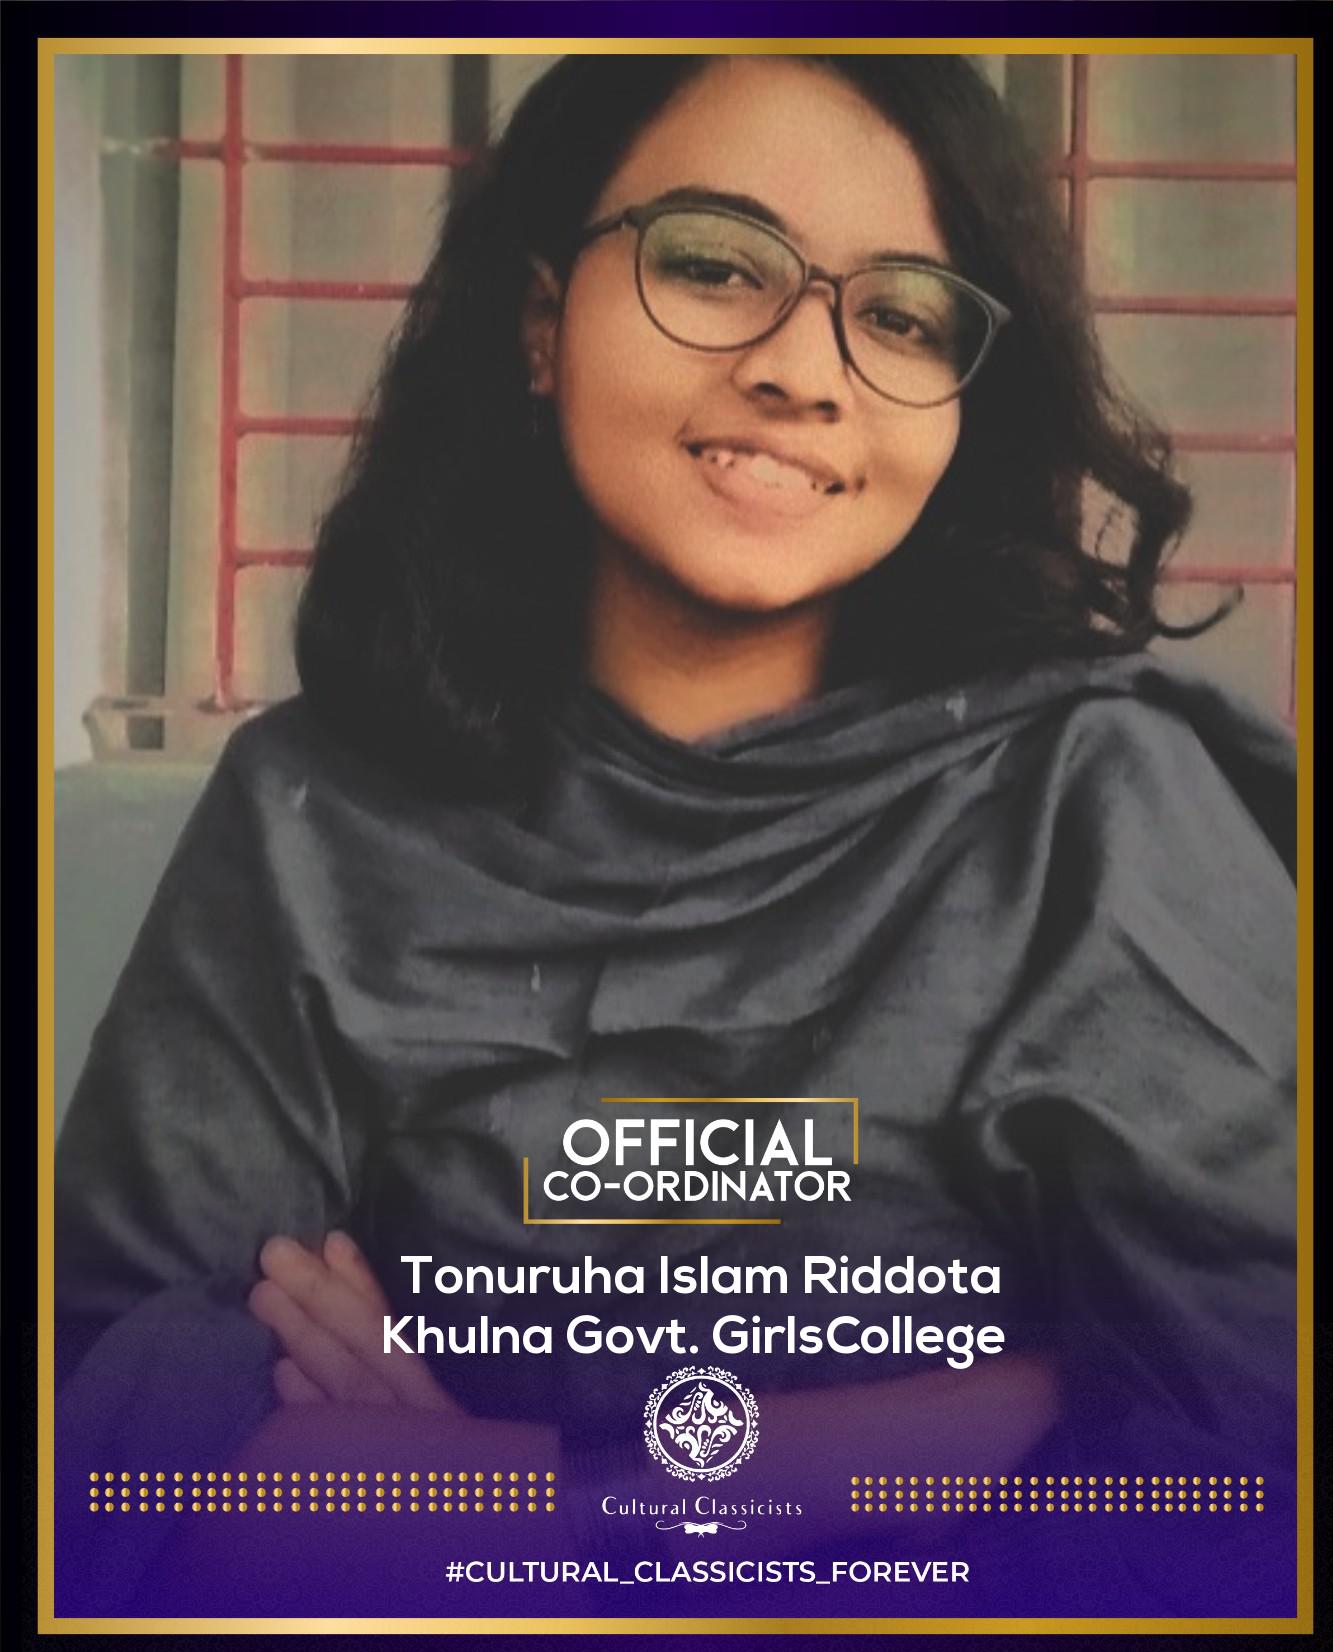 OFFICIAL
CO-ORDINATOR
Tonuruha Islam Riddota
Khulna Govt. GirlsCollege
Cultural Classicists
#CULTURAL_CLASSICISTS_FOREVER